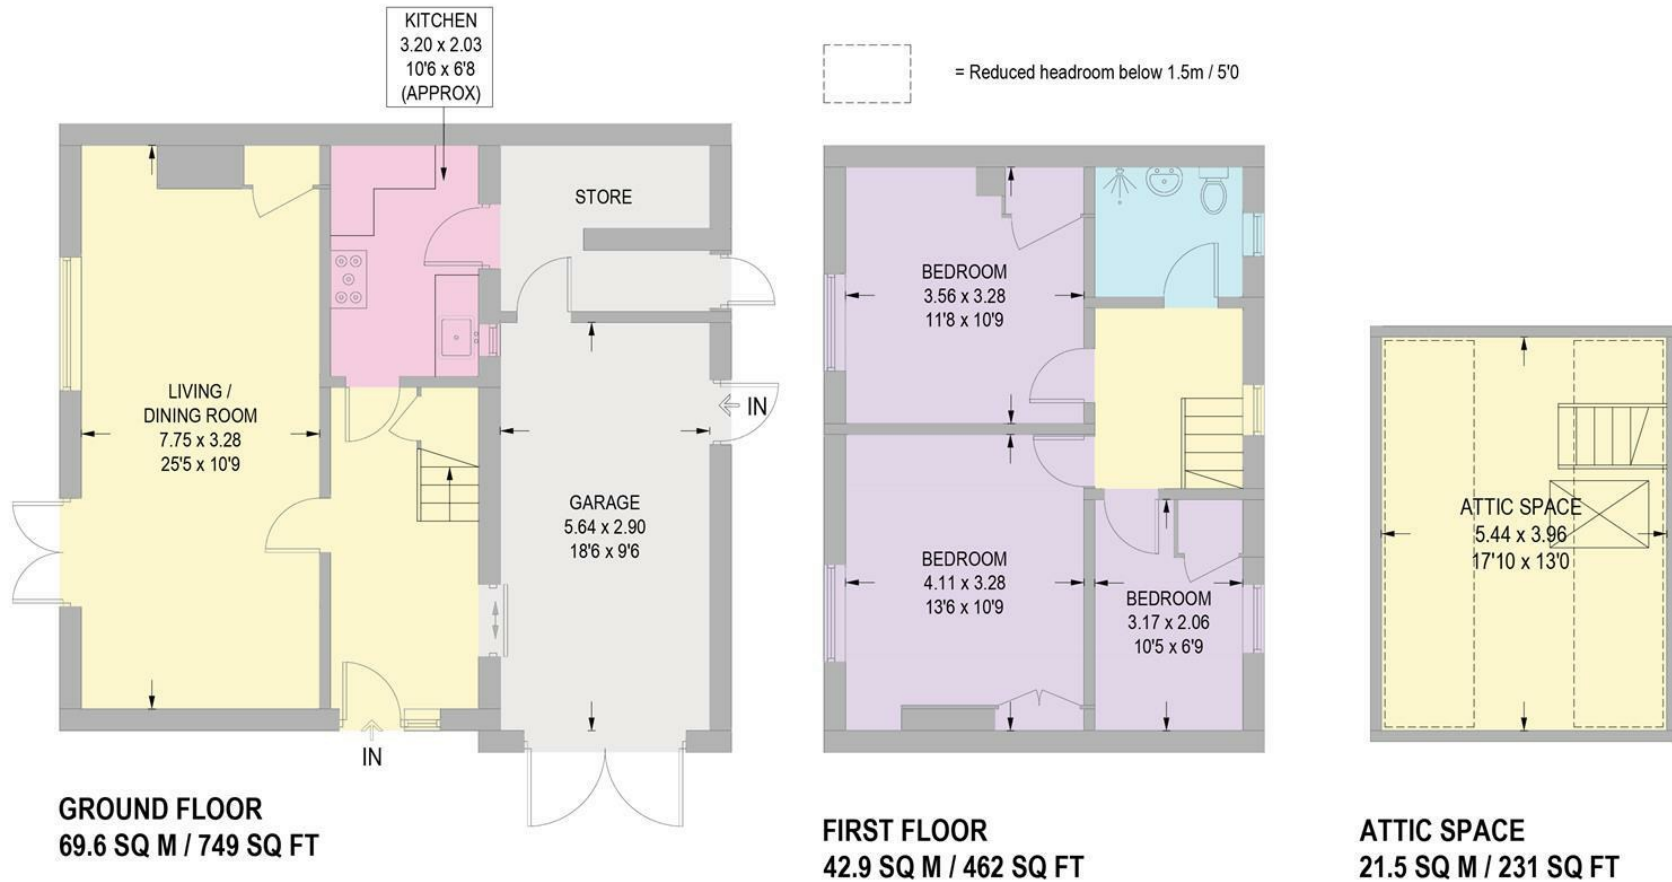 KITCHEN
3.20 x 2.03
10'6 x 6'8
(APPROX)
= Reduced headroom below 1.5m / 5'0
STORE
LIVING /
DINING ROOM
7.75 x 3.28
25'5 x 10'9
IN
GARAGE
5.64 x 2.90
18'6 x 9'6
IN
BEDROOM
3.56 x 3.28
11'8 x 10'9
BEDROOM
4.11 x 3.28
13'6 x 10'9
BEDROOM
3.17 x 2.06
10'5 x 6'9
ATTIC SPACE
5.44 x 3.96
17'10 x 13'0
GROUND FLOOR
69.6 SQ M / 749 SQ FT
FIRST FLOOR
42.9 SQ M / 462 SQ FT
ATTIC SPACE
21.5 SQ M / 231 SQ FT